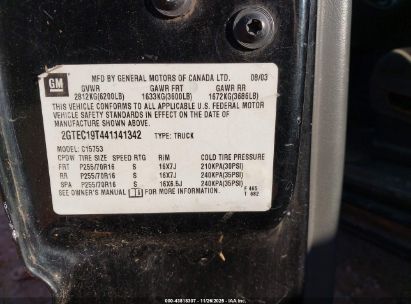 GM
MFD. BY GENERAL MOTORS OF CANADA LTD. 09/03
GVWR GAWR FRT GAWR RR
2812KG(6200LB) 1633KG(3600LB) 1672KG(3686LB)
THIS VEHICLE CONFORMS TO ALL APPLICABLE U.S. FEDERAL MOTOR
VEHICLE SAFETY STANDARDS IN EFFECT ON THE DATE OF
MANUFACTURE SHOWN ABOVE.
2GTEC19T441141342 TYPE: TRUCK
MODEL: C15753
TIRE SIZE SPEED RTG RIM COLD TIRE PRESSURE
FRT P255/70R16 S 16X7J 210KPA(30PSI)
RR P255/70R16 S 16X7J 240KPA(35PSI)
SPA P255/70R16 S 16X6.5J 240KPA(35PSI)
SEE OWNER'S MANUAL FOR MORE INFORMATION.
IAA